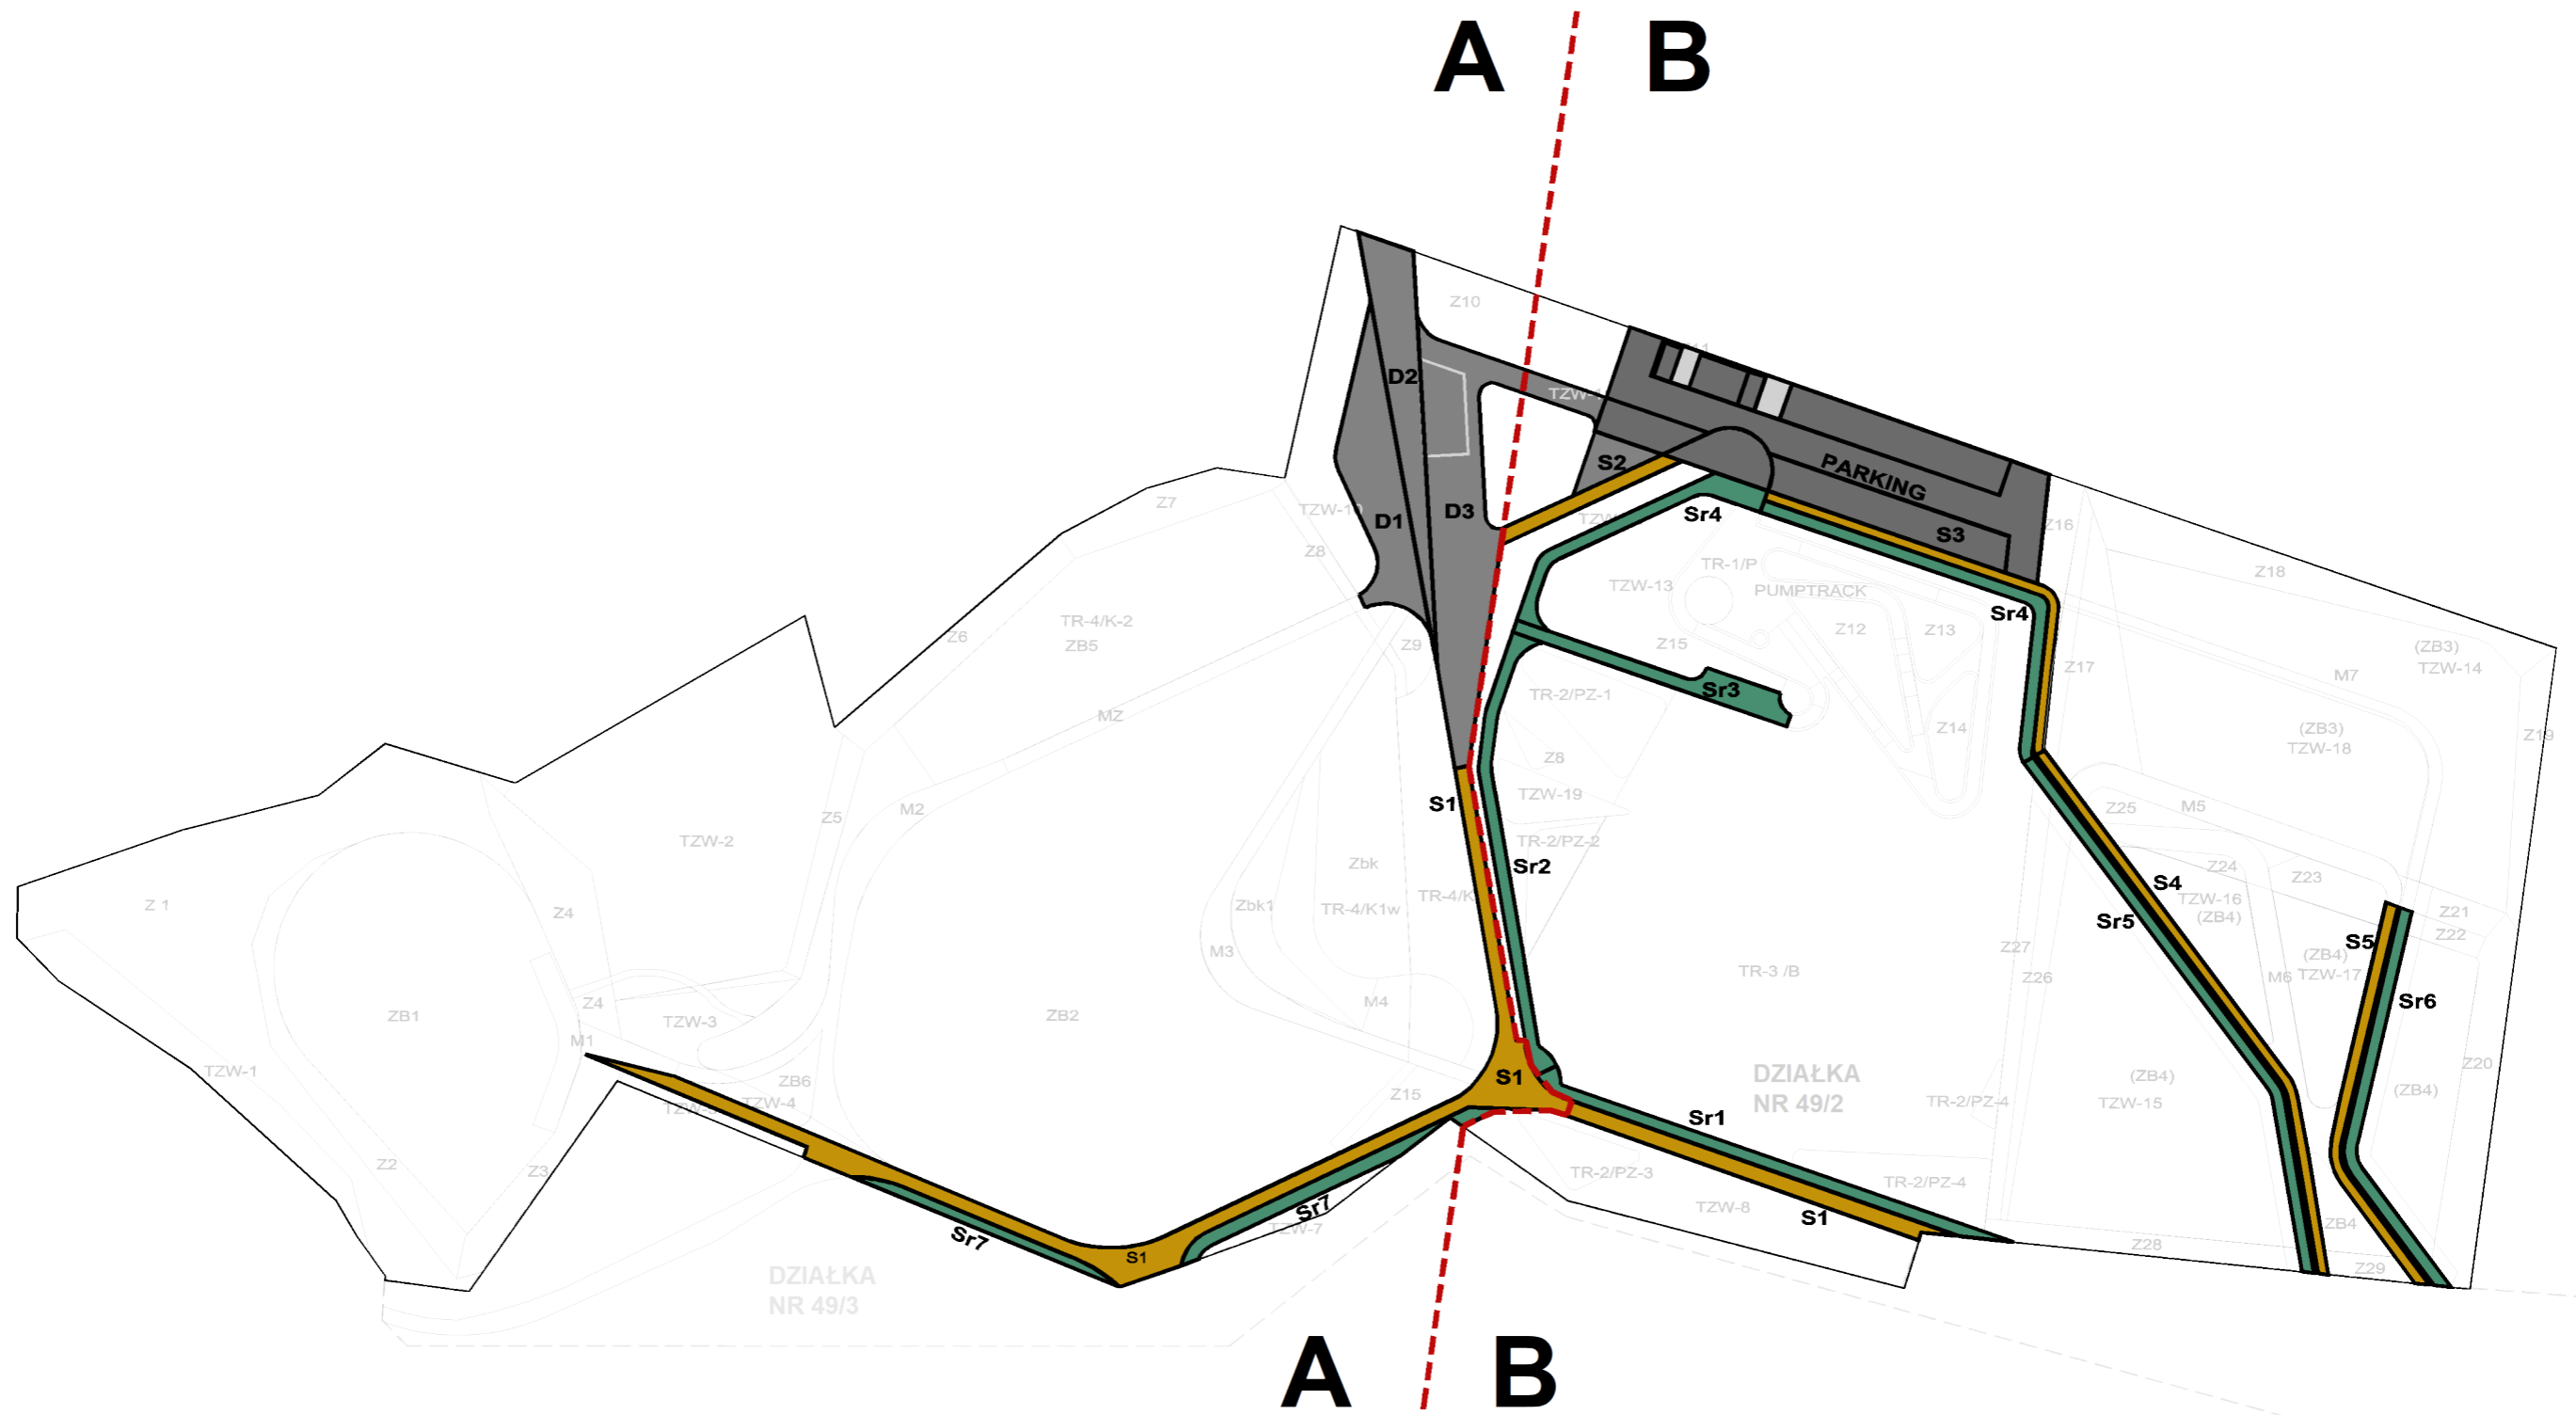 A B
Z10
D2
S2
PARKING
D1
D3
Sr4
S3
Z16
Z7
Z8
TR-1/P
TZW-13
PUMPTRACK
Z18
Sr4
Z12
Z13
Z15
TR-4/K-2
ZB5
Z6
Z9
Z17
(ZB3)
TZW-14
M7
Sr3
TR-2/PZ-1
MZ
Z14
(ZB3)
TZW-18
Z19
Z8
TZW-19
S1
M2
Z5
Z25
M5
TZW-2
TR-2/PZ-2
Sr2
Zbk
Z24
Z23
S4
TR-4/K1w
TR-4/K
Zbk1
TZW-16
(ZB4)
Sr5
Z 1
Z4
Z21
Z22
S5
M3
Z27
Z26
TR-3 /B
(ZB4)
TZW-17
M6
Sr6
Z4
M4
ZB1
ZB2
TZW-3
M1
TZW-1
ZB6
TZW-4
S1
Z15
DZIAŁKA
NR 49/2
Sr1
TR-2/PZ-4
(ZB4)
TZW-15
Z20
(ZB4)
Z2
Z3
TR-2/PZ-3
TR-2/PZ-4
TZW-8
S1
Sr7
TZW-7
Sr7
S1
ZB4
Z28
Z29
DZIAŁKA
NR 49/3
A B